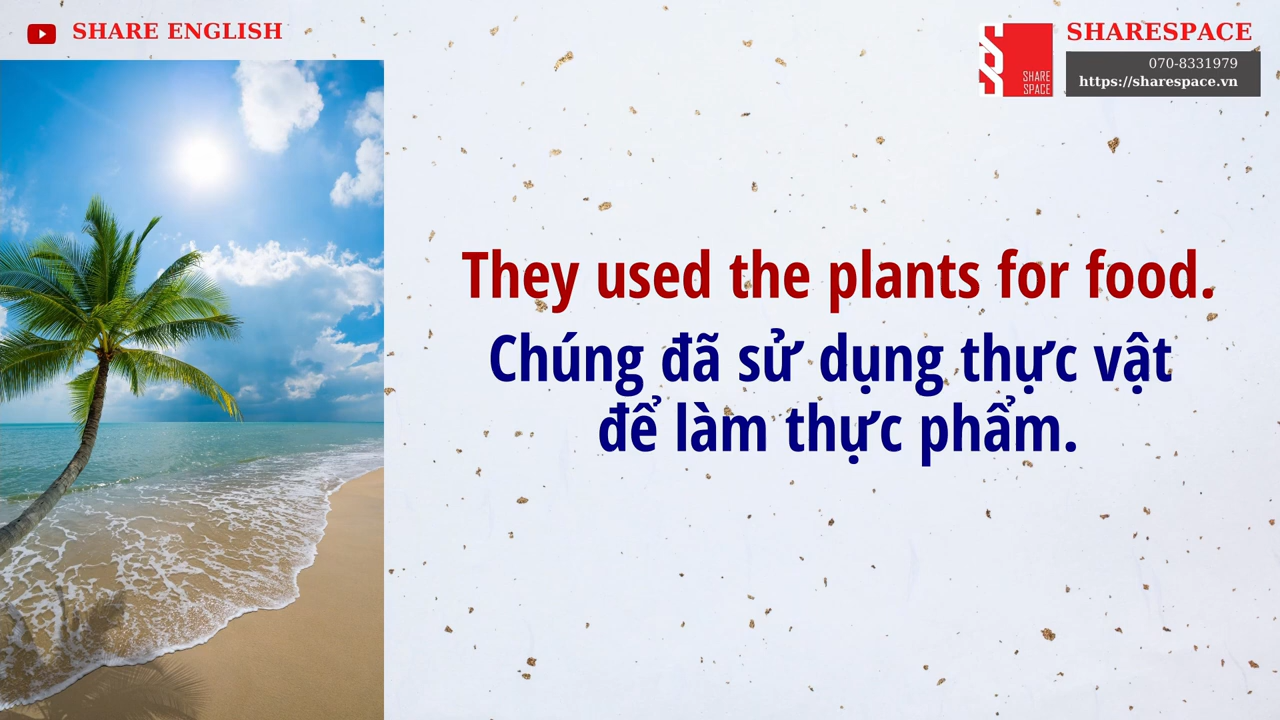 SHARE ENGLISH
SHARESPACE
070-8331979
https://sharespace.vn
SHARE
SPACE
They used the plants for food.
Chúng đã sử dụng thực vật
để làm thực phẩm.